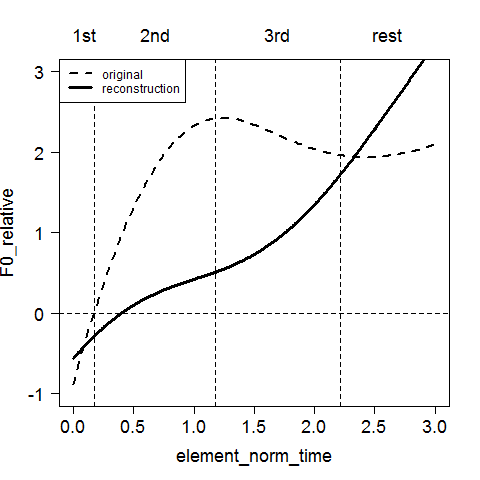 1st 2nd 3rd rest
original
reconstruction
3
2
1
0
-1
F0_relative
0.0 0.5 1.0 1.5 2.0 2.5 3.0
element_norm_time